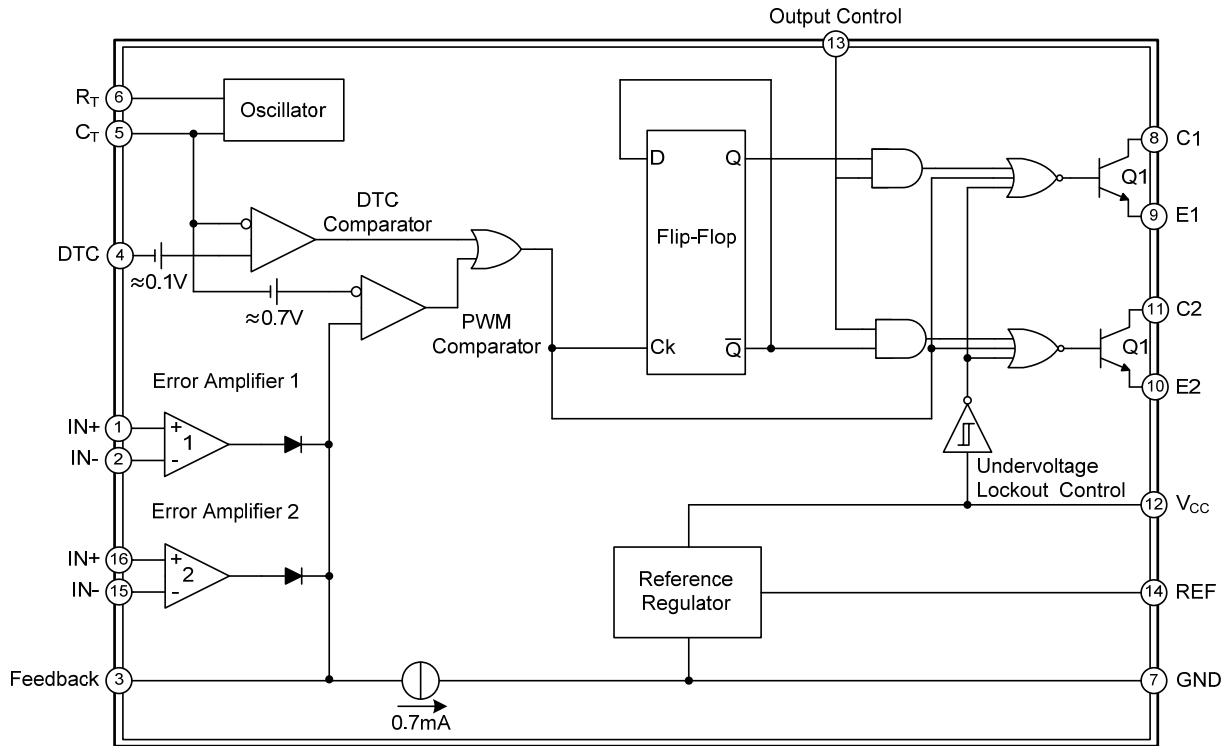 Output Control
13
RT
6
Oscillator
CT
5
DTC
4
≈0.1V
≈0.7V
DTC
Comparator
PWM
Comparator
D
Q
Flip-Flop
Ck
Q̅
8
C1
Q1
9
E1
11
C2
Q1
10
E2
Error Amplifier 1
IN+
1
+
1
IN-
2
-
Error Amplifier 2
IN+
16
+
2
IN-
15
-
Undervoltage
Lockout Control
12
VCC
Reference
Regulator
14
REF
Feedback
3
0.7mA
7
GND